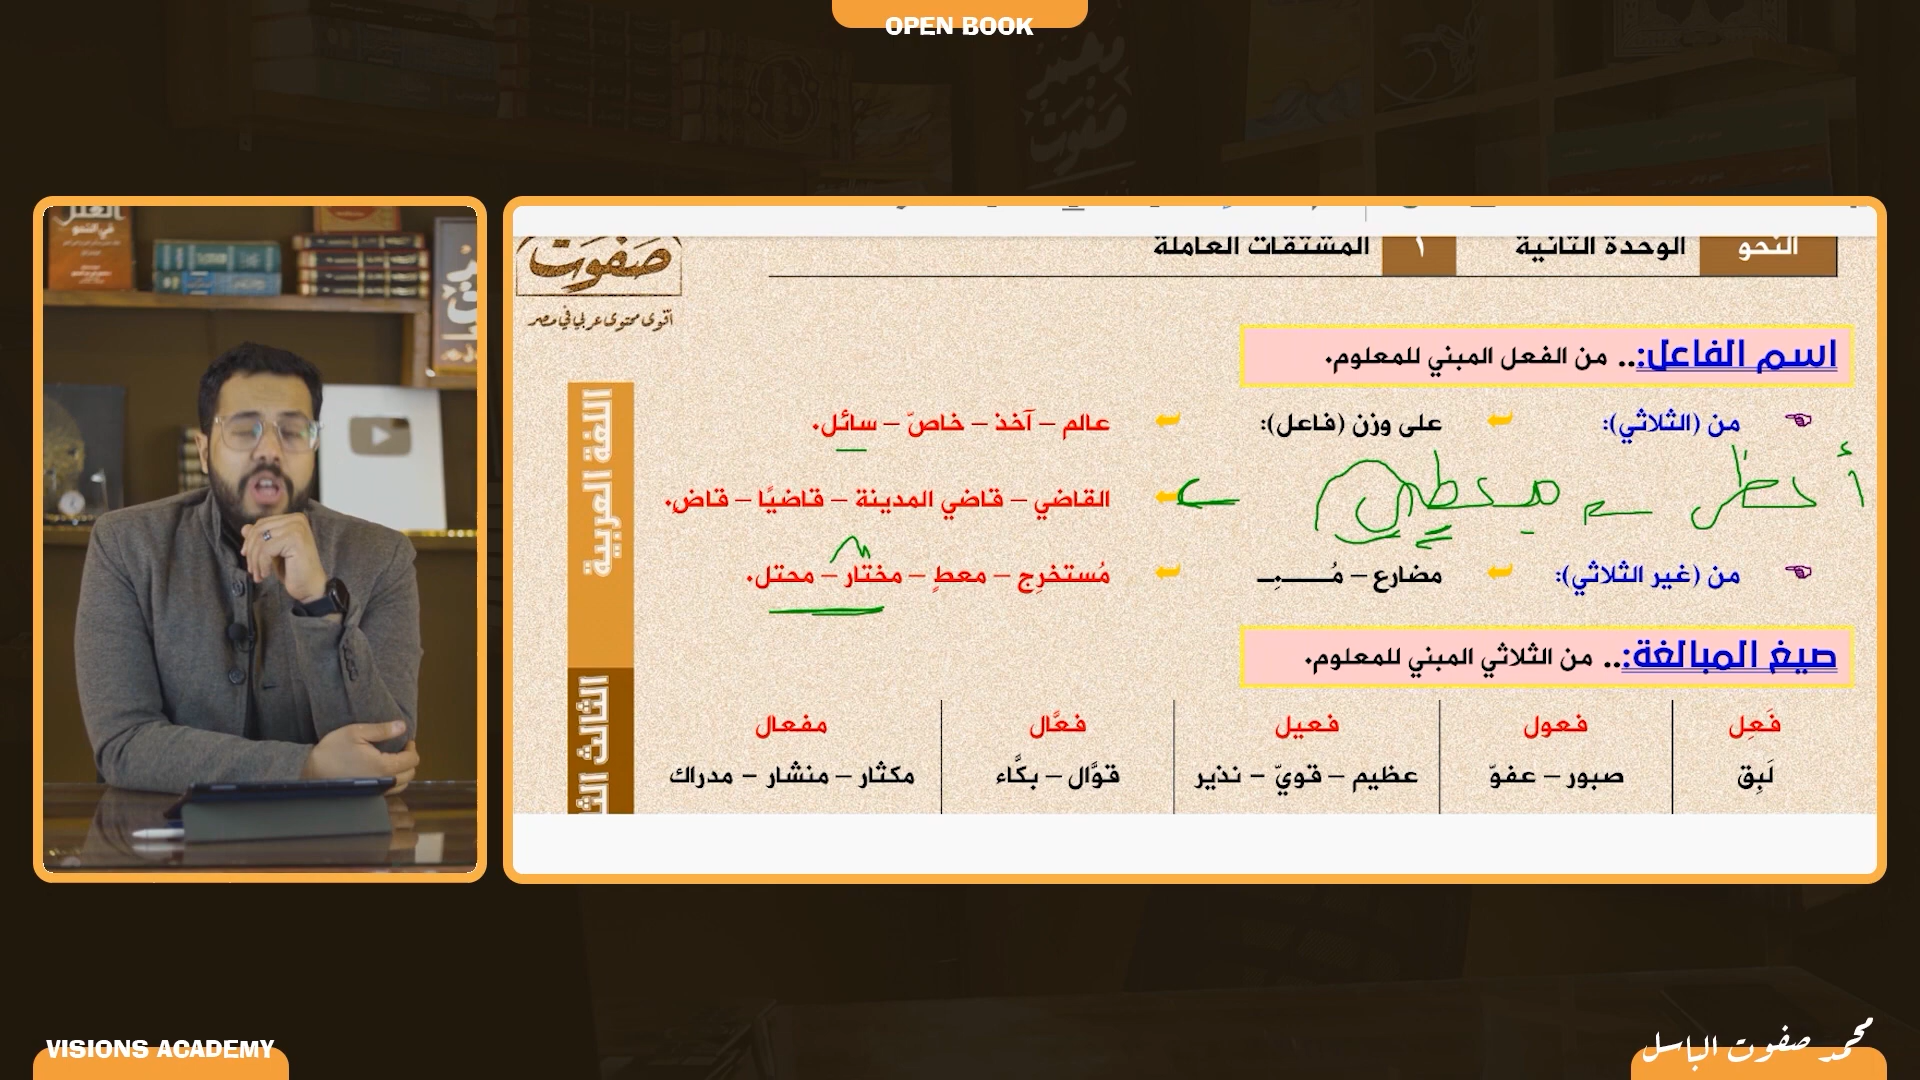 OPEN BOOK
النحو ١ الوحدة الثانية المشتقات العاملة
صفوت
أقوى محتوى عربي في مصر
اسم الفاعل:.. من الفعل المبني للمعلوم.
من (الثلاثي): على وزن (فاعل): عالم – آخذ – خاصّ – سائل.
القاضي – قاضي المدينة – قاضيًا – قاضٍ.
من (غير الثلاثي): مضارع – مُـــــِـ مُستخرِج – معطٍ – مختار – محتل.
صيغ المبالغة:.. من الثلاثي المبني للمعلوم.
فَعِل فعول فعيل فعَّال مفعال
لَبِق صبور – عفوّ عظيم – قويّ – نذير قوَّال – بكَّاء مكثار – منشار – مدراك
اللغة العربية
الثالث
VISIONS ACADEMY
محمد صفوت الباسل